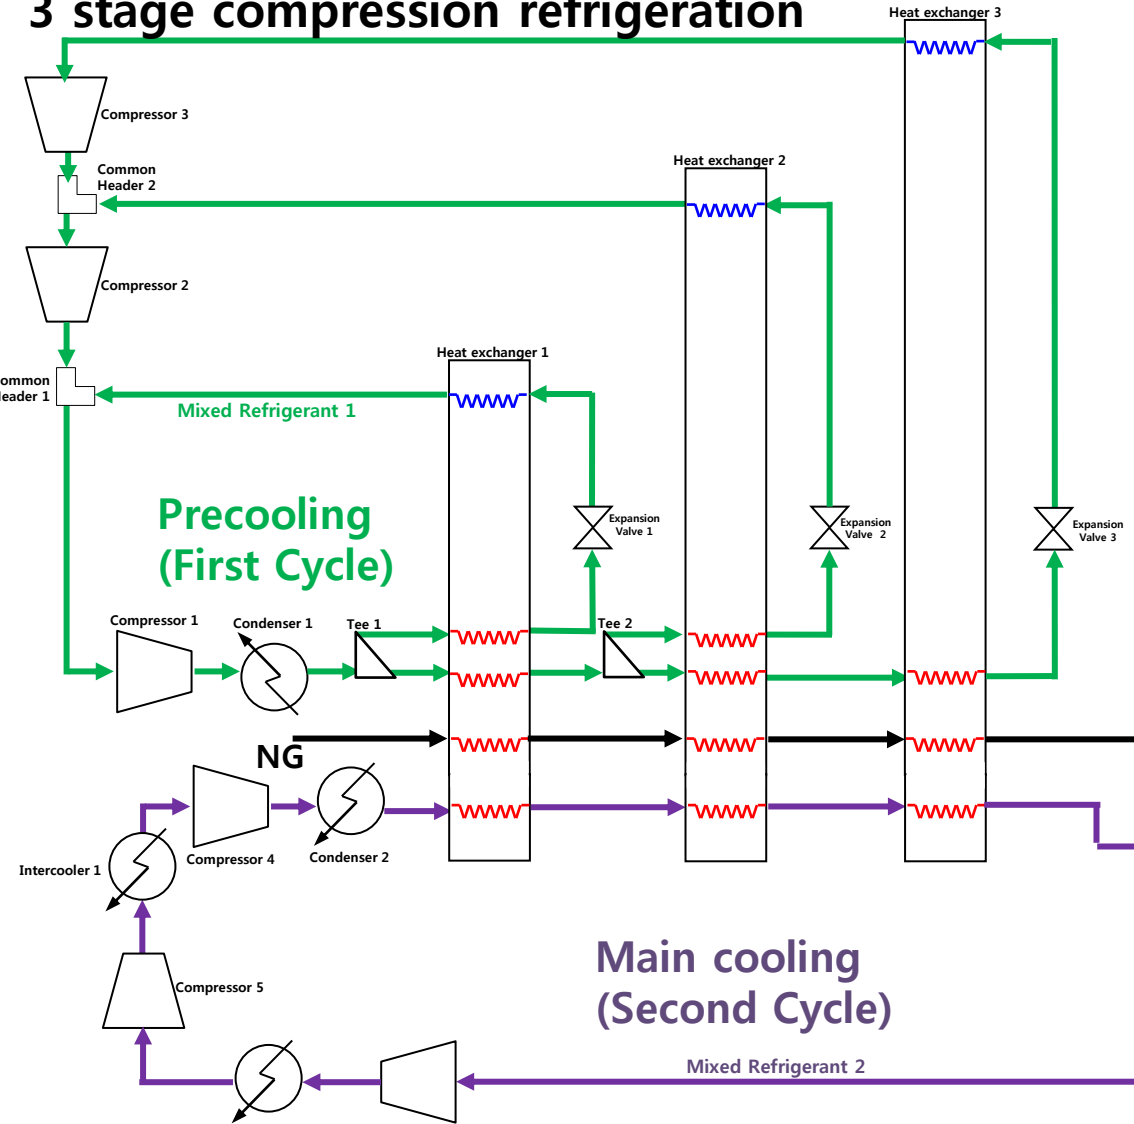 3 stage compression refrigeration
Heat exchanger 3
Compressor 3
Common
Header 2
Heat exchanger 2
Compressor 2
Heat exchanger 1
ommon
eader 1
Mixed Refrigerant 1
Precooling
(First Cycle)
Expansion
Valve 1
Expansion
Valve 2
Expansion
Valve 3
Compressor 1
Condenser 1
Tee 1
Tee 2
NG
Compressor 4
Condenser 2
Intercooler 1
Compressor 5
Main cooling
(Second Cycle)
Mixed Refrigerant 2